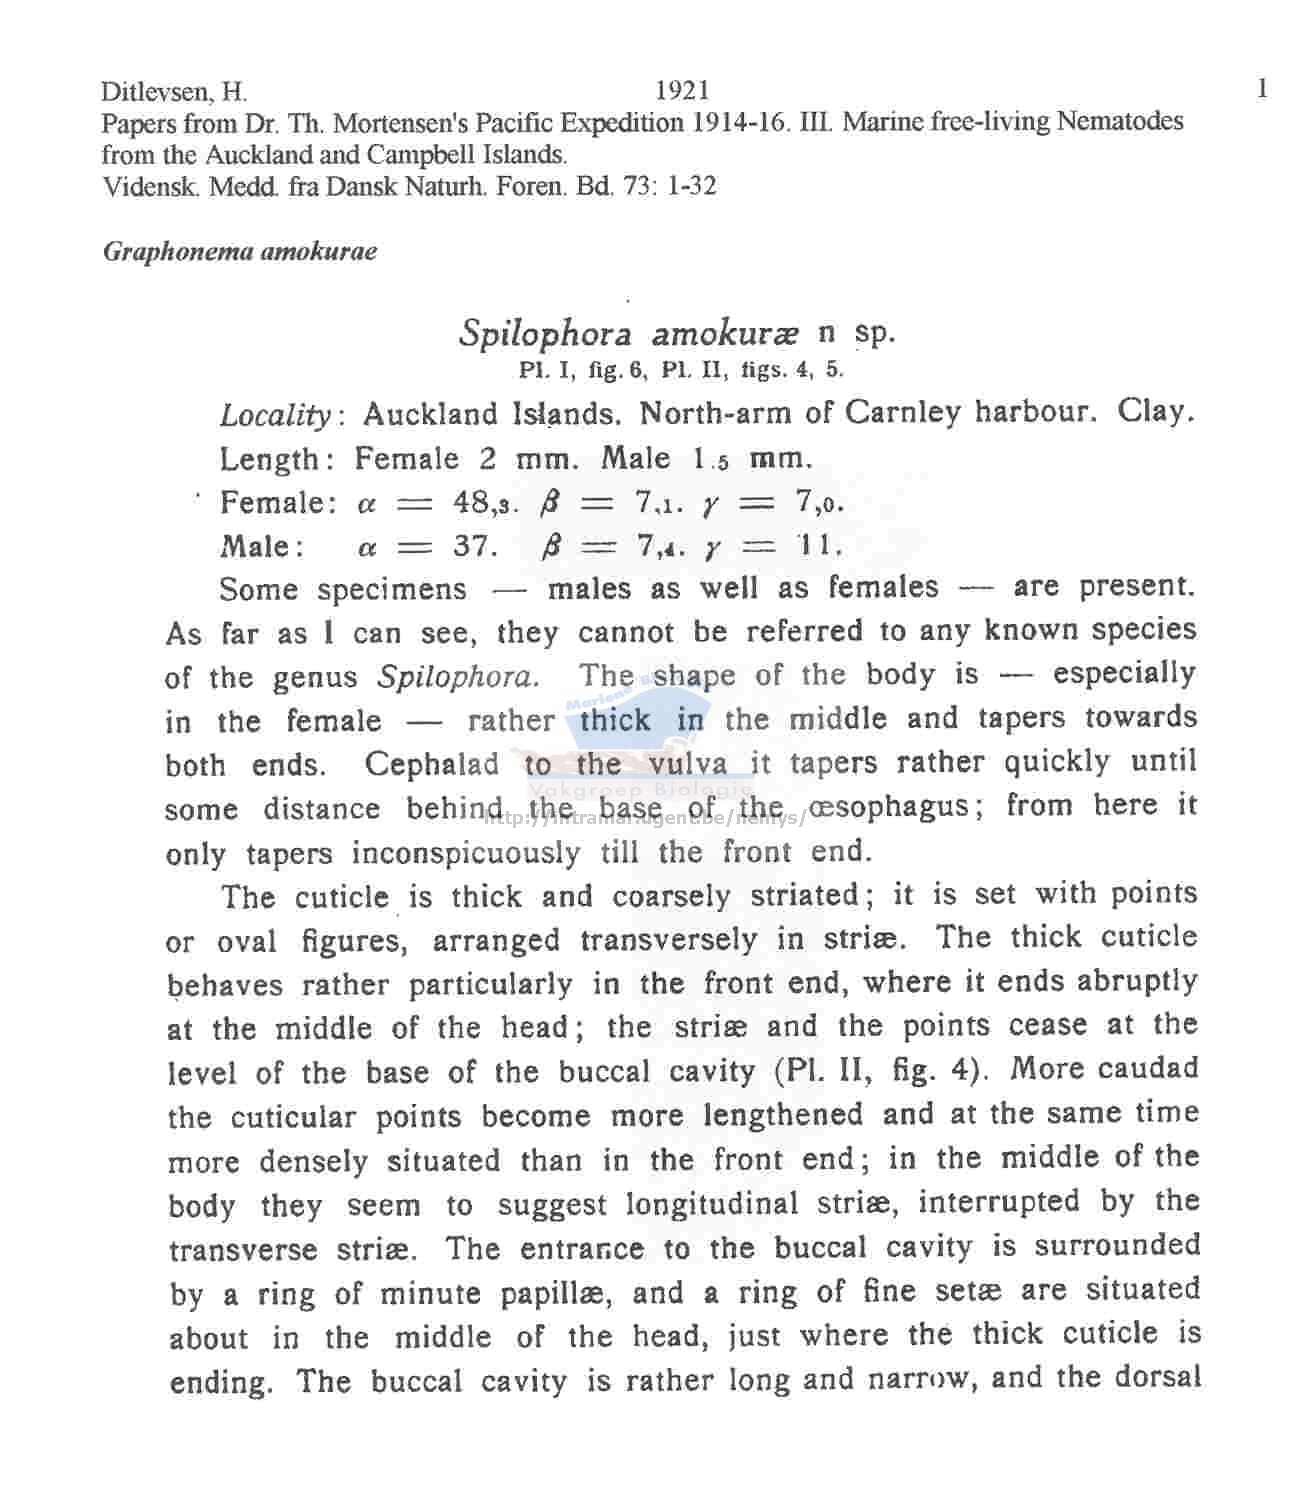 Ditlevsen, H. 1921 1
Papers from Dr. Th. Mortensen's Pacific Expedition 1914-16. III. Marine free-living Nematodes
from the Auckland and Campbell Islands.
Vidensk. Medd. fra Dansk Naturh. Foren. Bd. 73: 1-32
Graphonema amokurae
Spilophora amokuræ n sp.
Pl. I, fig. 6, Pl. II, figs. 4, 5.
Locality: Auckland Islands. North-arm of Carnley harbour. Clay.
Length: Female 2 mm. Male 1.5 mm.
Female: α = 48,3. β = 7,1. γ = 7,0.
Male: α = 37. β = 7,4. γ = 11.
Some specimens — males as well as females — are present.
As far as I can see, they cannot be referred to any known species
of the genus Spilophora. The shape of the body is — especially
in the female — rather thick in the middle and tapers towards
both ends. Cephalad to the vulva it tapers rather quickly until
Vakgroep Biologie
some distance behind the base of the œsophagus; from here it
http://intramar.ugent.be/nemys/
only tapers inconspicuously till the front end.
The cuticle is thick and coarsely striated; it is set with points
or oval figures, arranged transversely in striæ. The thick cuticle
behaves rather particularly in the front end, where it ends abruptly
at the middle of the head; the striæ and the points cease at the
level of the base of the buccal cavity (Pl. II, fig. 4). More caudad
the cuticular points become more lengthened and at the same time
more densely situated than in the front end; in the middle of the
body they seem to suggest longitudinal striæ, interrupted by the
transverse striæ. The entrance to the buccal cavity is surrounded
by a ring of minute papillæ, and a ring of fine setæ are situated
about in the middle of the head, just where the thick cuticle is
ending. The buccal cavity is rather long and narrow, and the dorsal